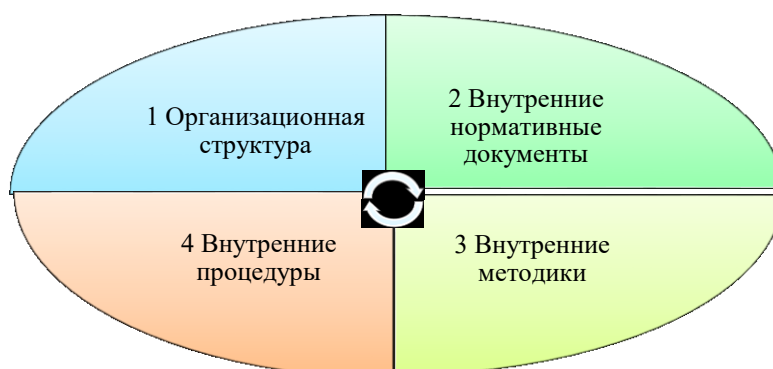 1 Организационная
структура
2 Внутренние
нормативные
документы
4 Внутренние
процедуры
3 Внутренние
методики